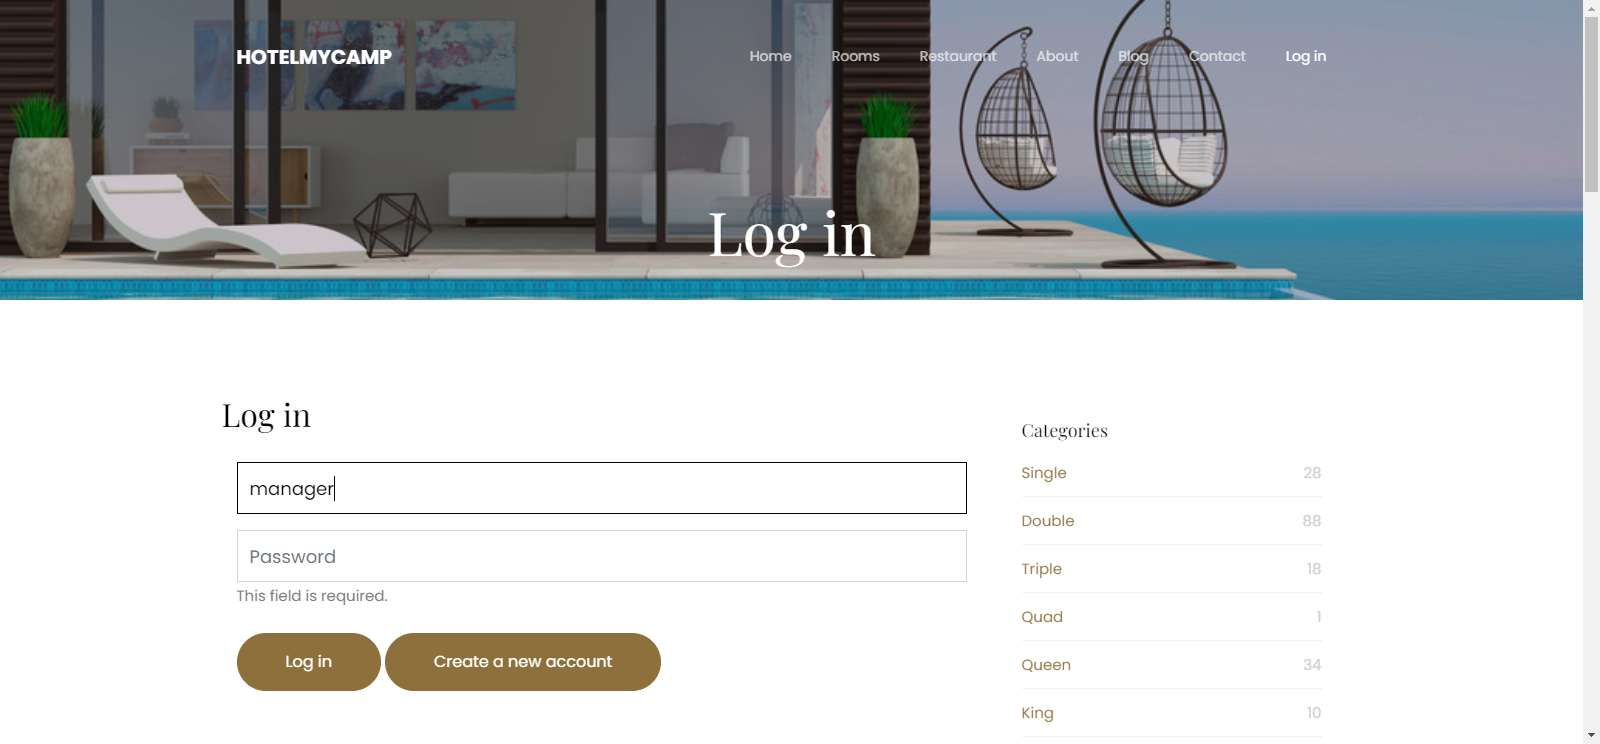 HOTELMYCAMP
Home Rooms Restaurant About Blog Contact Log in
Log in
Log in
manager
Password
This field is required.
Log in Create a new account
Categories
Single 28
Double 88
Triple 18
Quad 1
Queen 34
King 10